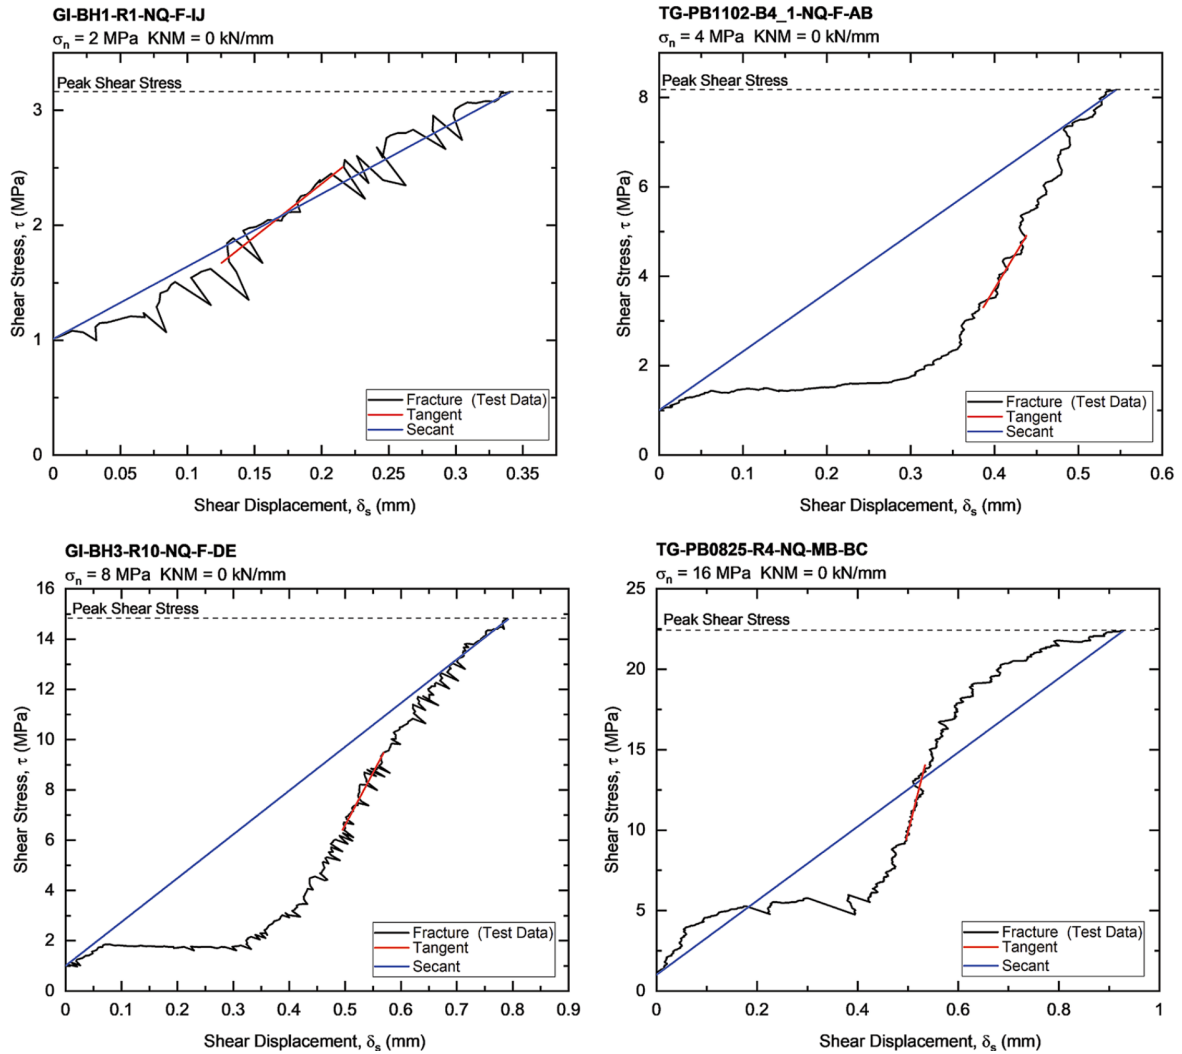 GI-BH1-R1-NQ-F-IJ
σn = 2 MPa KNM = 0 kN/mm
Peak Shear Stress
Shear Stress, τ (MPa)
3
2
1
0
Fracture (Test Data)
Tangent
Secant
0
0.05
0.10
0.15
0.20
0.25
0.30
0.35
Shear Displacement, δs (mm)
TG-PB1102-B4_1-NQ-F-AB
σn = 4 MPa KNM = 0 kN/mm
Peak Shear Stress
Shear Stress, τ (MPa)
8
6
4
2
0
Fracture (Test Data)
Tangent
Secant
0.0
0.1
0.2
0.3
0.4
0.5
0.6
Shear Displacement, δs (mm)
GI-BH3-R10-NQ-F-DE
σn = 8 MPa KNM = 0 kN/mm
Peak Shear Stress
Shear Stress, τ (MPa)
16
14
12
10
8
6
4
2
0
Fracture (Test Data)
Tangent
Secant
0.0
0.1
0.2
0.3
0.4
0.5
0.6
0.7
0.8
0.9
Shear Displacement, δs (mm)
TG-PB0825-R4-NQ-MB-BC
σn = 16 MPa KNM = 0 kN/mm
Peak Shear Stress
Shear Stress, τ (MPa)
25
20
15
10
5
0
Fracture (Test Data)
Tangent
Secant
0
0.2
0.4
0.6
0.8
1
Shear Displacement, δs (mm)